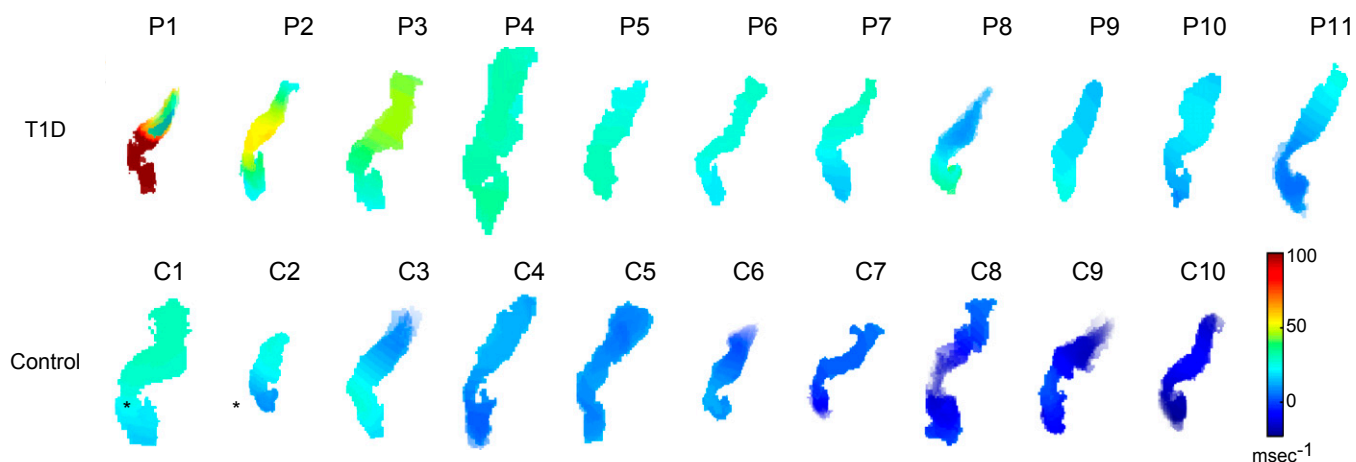 P1 P2 P3 P4 P5 P6 P7 P8 P9 P10 P11
T1D
C1 C2 C3 C4 C5 C6 C7 C8 C9 C10
100
50
Control
* *
0
msec⁻¹